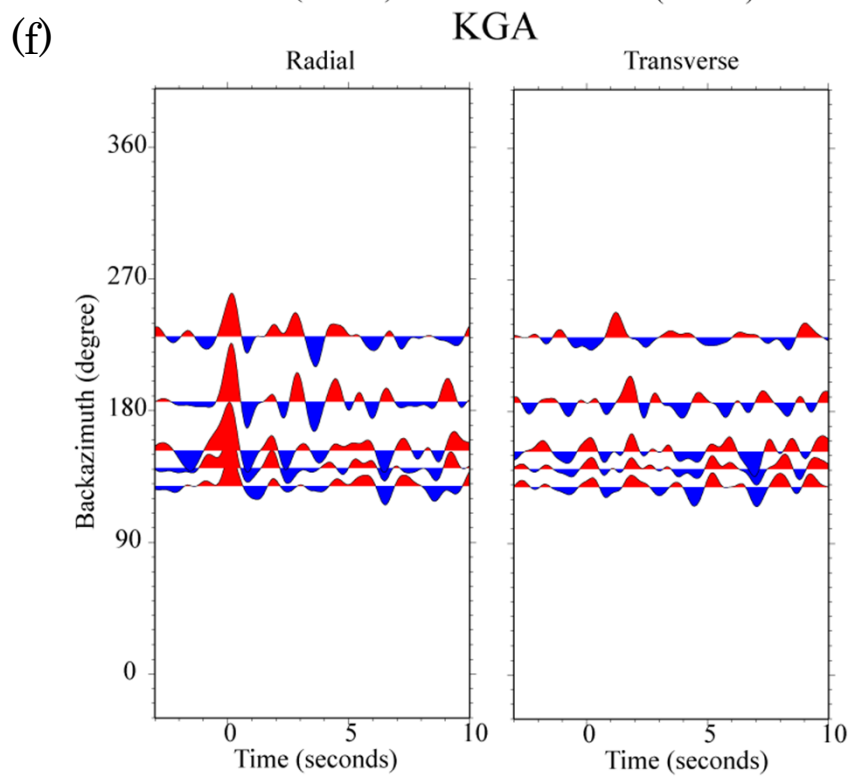 (f)
KGA
Radial
Transverse
Backazimuth (degree)
360
270
180
90
0
0 5 10
0 5 10
Time (seconds)
Time (seconds)